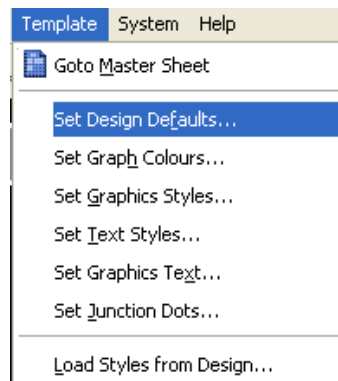 Template System Help
Goto Master Sheet
Set Design Defaults...
Set Graph Colours...
Set Graphics Styles...
Set Text Styles...
Set Graphics Text...
Set Junction Dots...
Load Styles from Design...